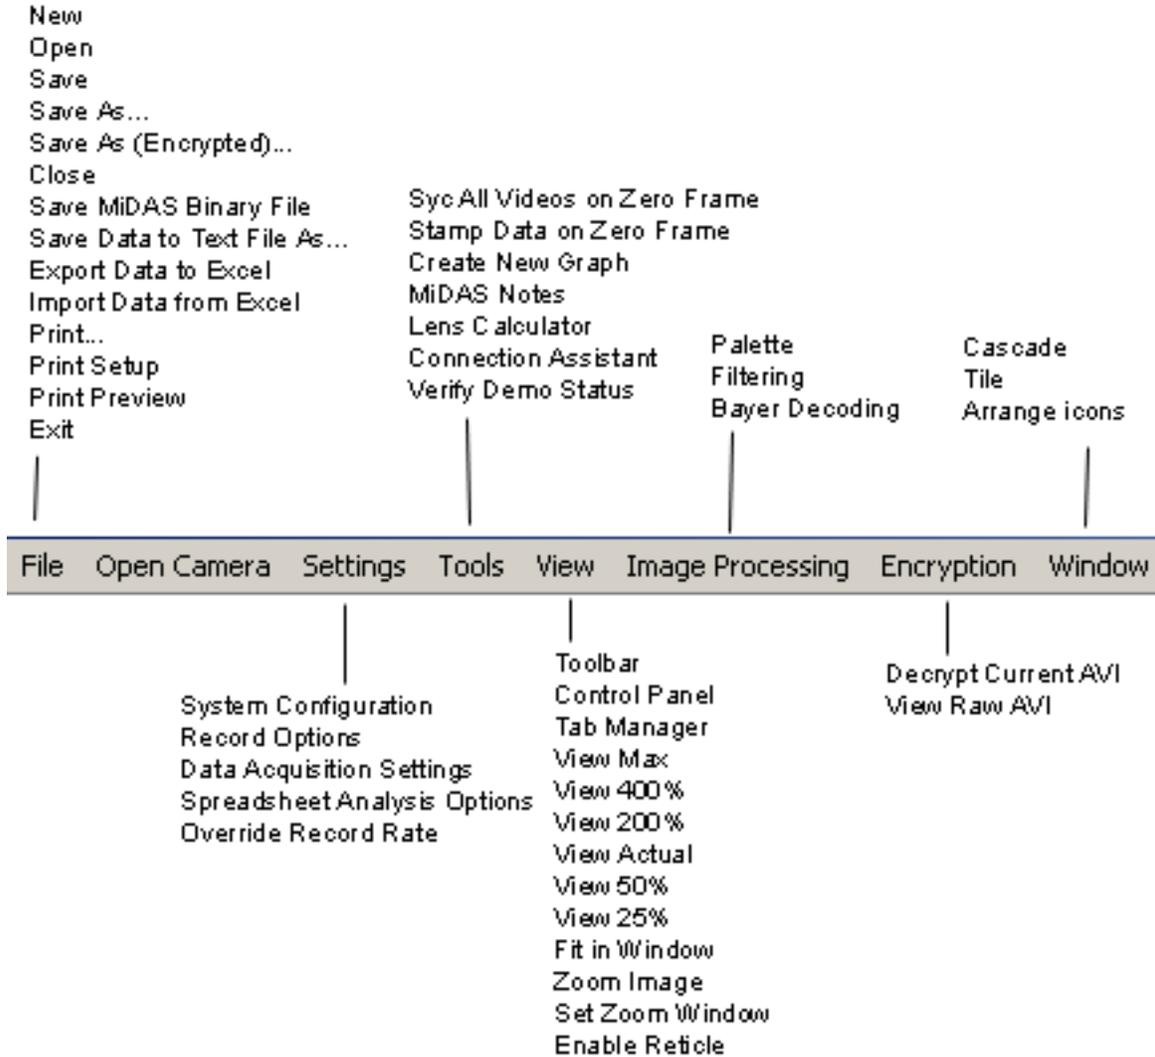 New
Open
Save
Save As...
Save As (Encrypted)...
Close
Save MiDAS Binary File
Save Data to Text File As...
Export Data to Excel
Import Data from Excel
Print...
Print Setup
Print Preview
Exit
Syc All Videos on Zero Frame
Stamp Data on Zero Frame
Create New Graph
MiDAS Notes
Lens Calculator
Connection Assistant
Verify Demo Status
Palette
Filtering
Bayer Decoding
Cascade
Tile
Arrange icons
File Open Camera Settings Tools View Image Processing Encryption Window
System Configuration
Record Options
Data Acquisition Settings
Spreadsheet Analysis Options
Override Record Rate
Toolbar
Control Panel
Tab Manager
View Max
View 400%
View 200%
View Actual
View 50%
View 25%
Fit in Window
Zoom Image
Set Zoom Window
Enable Reticle
Decrypt Current AVI
View Raw AVI